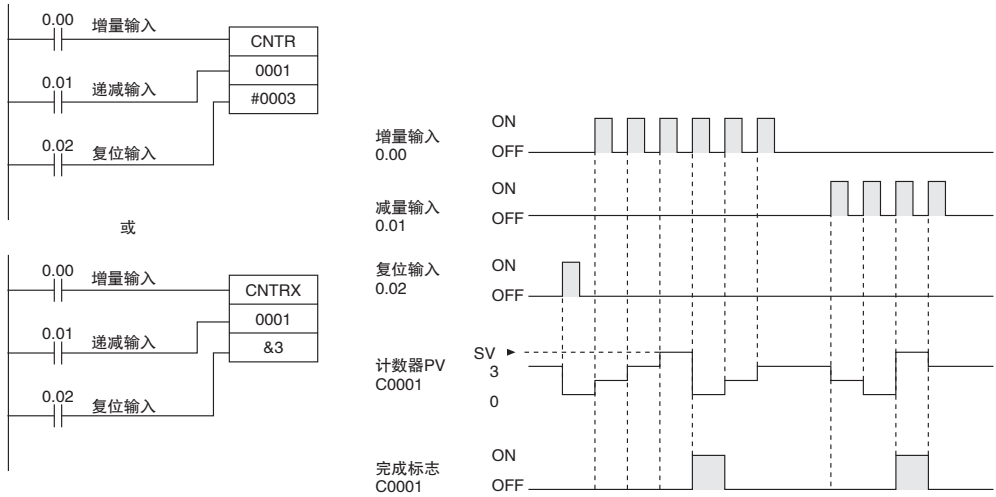 0.00 增量输入
CNTR
0.01 递减输入
0001
#0003
0.02 复位输入
或
0.00 增量输入
CNTRX
0.01 递减输入
0001
&3
0.02 复位输入
增量输入
0.00
ON
OFF
减量输入
0.01
ON
OFF
复位输入
0.02
ON
OFF
计数器PV
C0001
SV
3
0
完成标志
C0001
ON
OFF